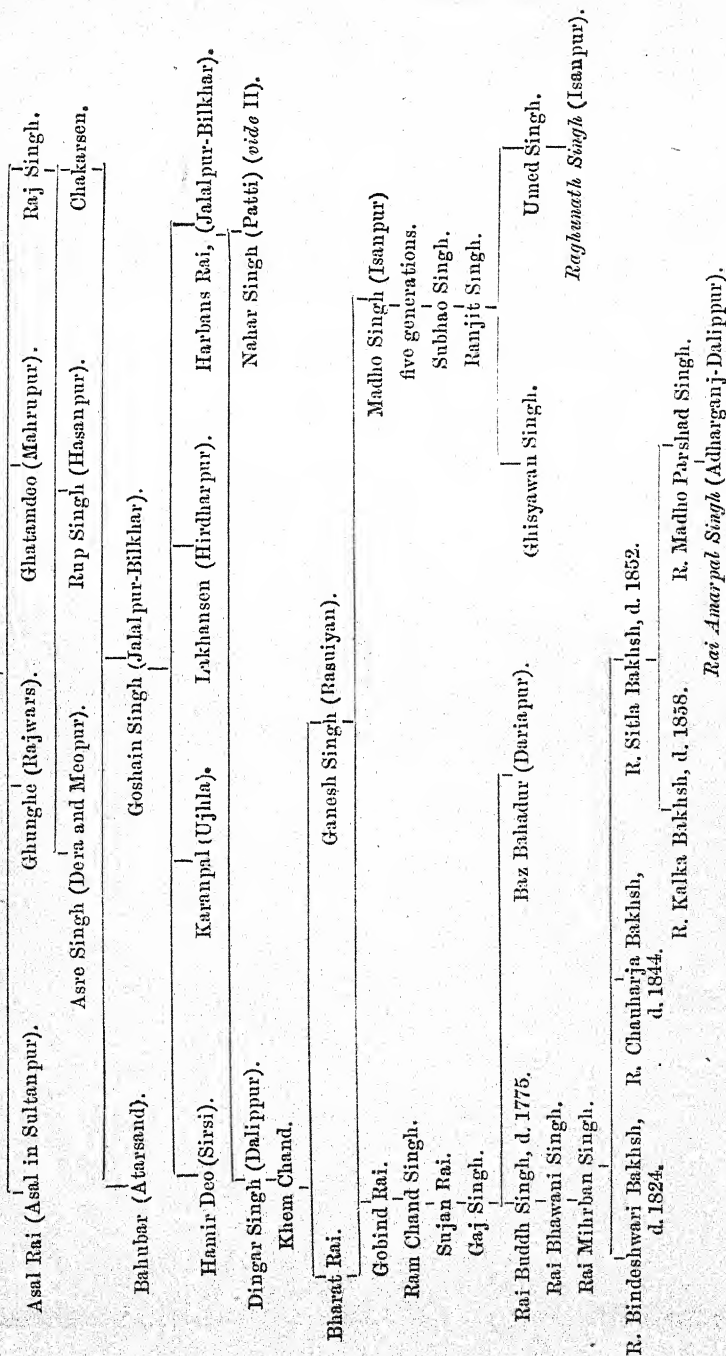 Asal Rai (Asal in Sultanpur). Ghunghe (Rajwars). Ghatamdeo (Mahrupur). Raj Singh.
Asre Singh (Dera and Meopur). Rup Singh (Hasanpur). Chakarsen.
Bahubar (Atarsand). Goshain Singh (Jalalpur-Bilkhar).
Hamir Deo (Sirsi). Karanpal (Ujhla). Lakhansen (Hirdharpur). Harbans Rai, (Jalalpur-Bilkhar).
Dingar Singh (Dalippur). Nahar Singh (Patti) (vide II).
Khem Chand.
Bharat Rai. Ganesh Singh (Rasuiyan).
Gobind Rai. Madho Singh (Isanpur)
Ram Chand Singh. five generations.
Sujan Rai. Subhao Singh.
Gaj Singh. Ranjit Singh.
Rai Buddh Singh, d. 1775. Baz Bahadur (Dariapur). Ghisyawan Singh. Umed Singh.
Rai Bhawani Singh.
Rai Mihrban Singh. Raghunath Singh (Isanpur).
R. Bindeshwari Bakhsh, R. Chauharja Bakhsh, R. Sitla Bakhsh, d. 1852.
d. 1824. d. 1844.
R. Kalka Bakhsh, d. 1858. R. Madho Parshad Singh.
Rai Amarpal Singh (Adharganj-Dalippur).